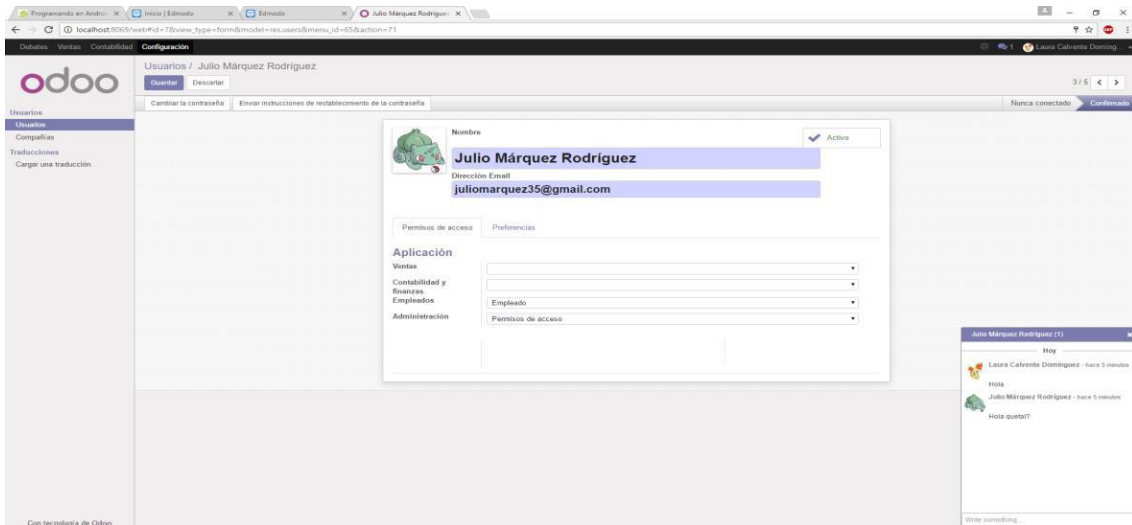 Programando en Andro
Inicio | Edmodo
Edmodo
Julio Márquez Rodrígue
localhost:8069/web#id=7&view_type=form&model=res.users&menu_id=65&action=71
Debates Ventas Contabilidad Configuración
1 Laura Calvente Doming...
odoo
Usuarios / Julio Márquez Rodríguez
Guardar Descartar
3 / 5
Cambiar la contraseña Enviar instrucciones de restablecimiento de la contraseña
Nunca conectado Confirmado
Usuarios
Usuarios
Compañías
Traducciones
Cargar una traducción
Nombre
Activo
Julio Márquez Rodríguez
Dirección Email
juliomarquez35@gmail.com
Permisos de acceso Preferencias
Aplicación
Ventas
Contabilidad y
finanzas
Empleados Empleado
Administración Permisos de acceso
Julio Márquez Rodríguez (1)
Hoy
Laura Calvente Domínguez - hace 5 minutos
Hola
Julio Márquez Rodríguez - hace 5 minutos
Hola quetal?
Write something...
Con tecnología de Odoo